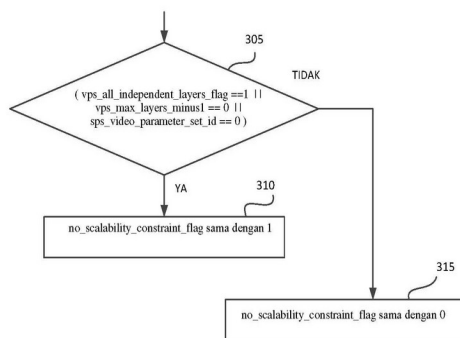 305
TIDAK
( vps_all_independent_layers_flag ==1 ||
vps_max_layers_minus1 == 0 ||
sps_video_parameter_set_id == 0 )
YA
310
no_scalability_constraint_flag sama dengan 1
315
no_scalability_constraint_flag sama dengan 0